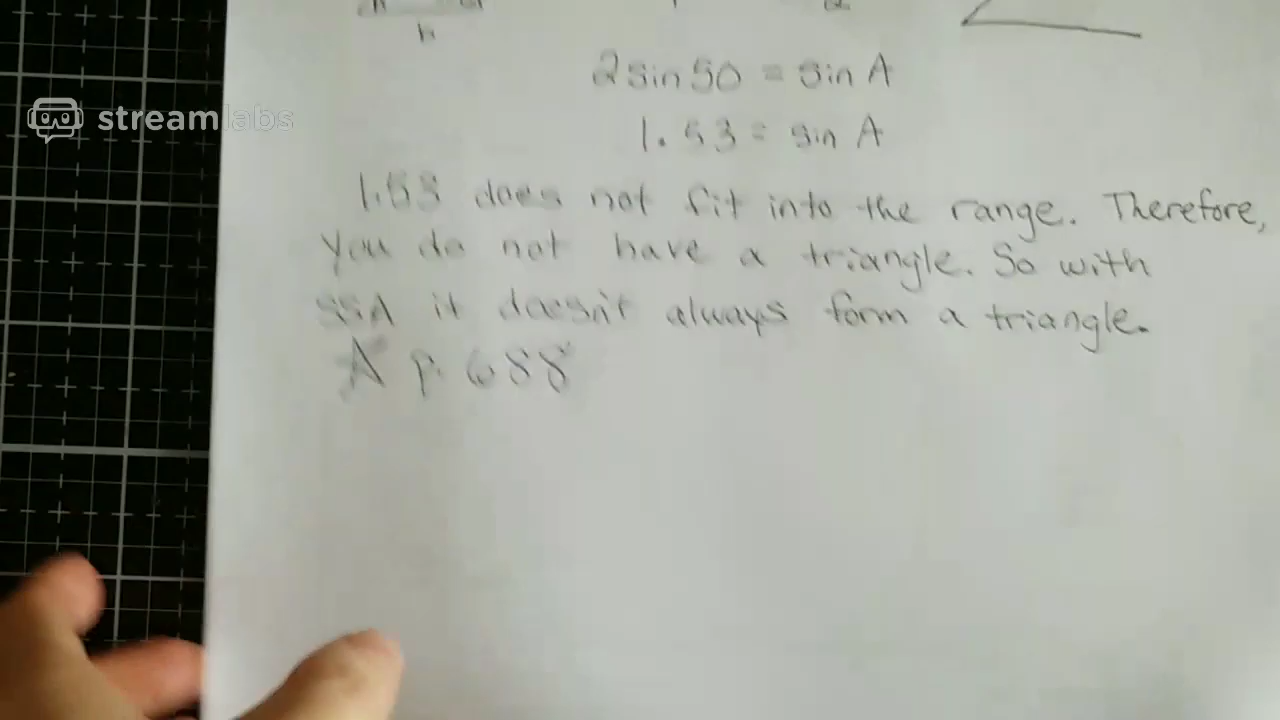 2 sin 50 = sin A
streamlabs
1.53 = sin A
1.53 does not fit into the range. Therefore,
you do not have a triangle. So with
SSA it doesn't always form a triangle.
A p. 688